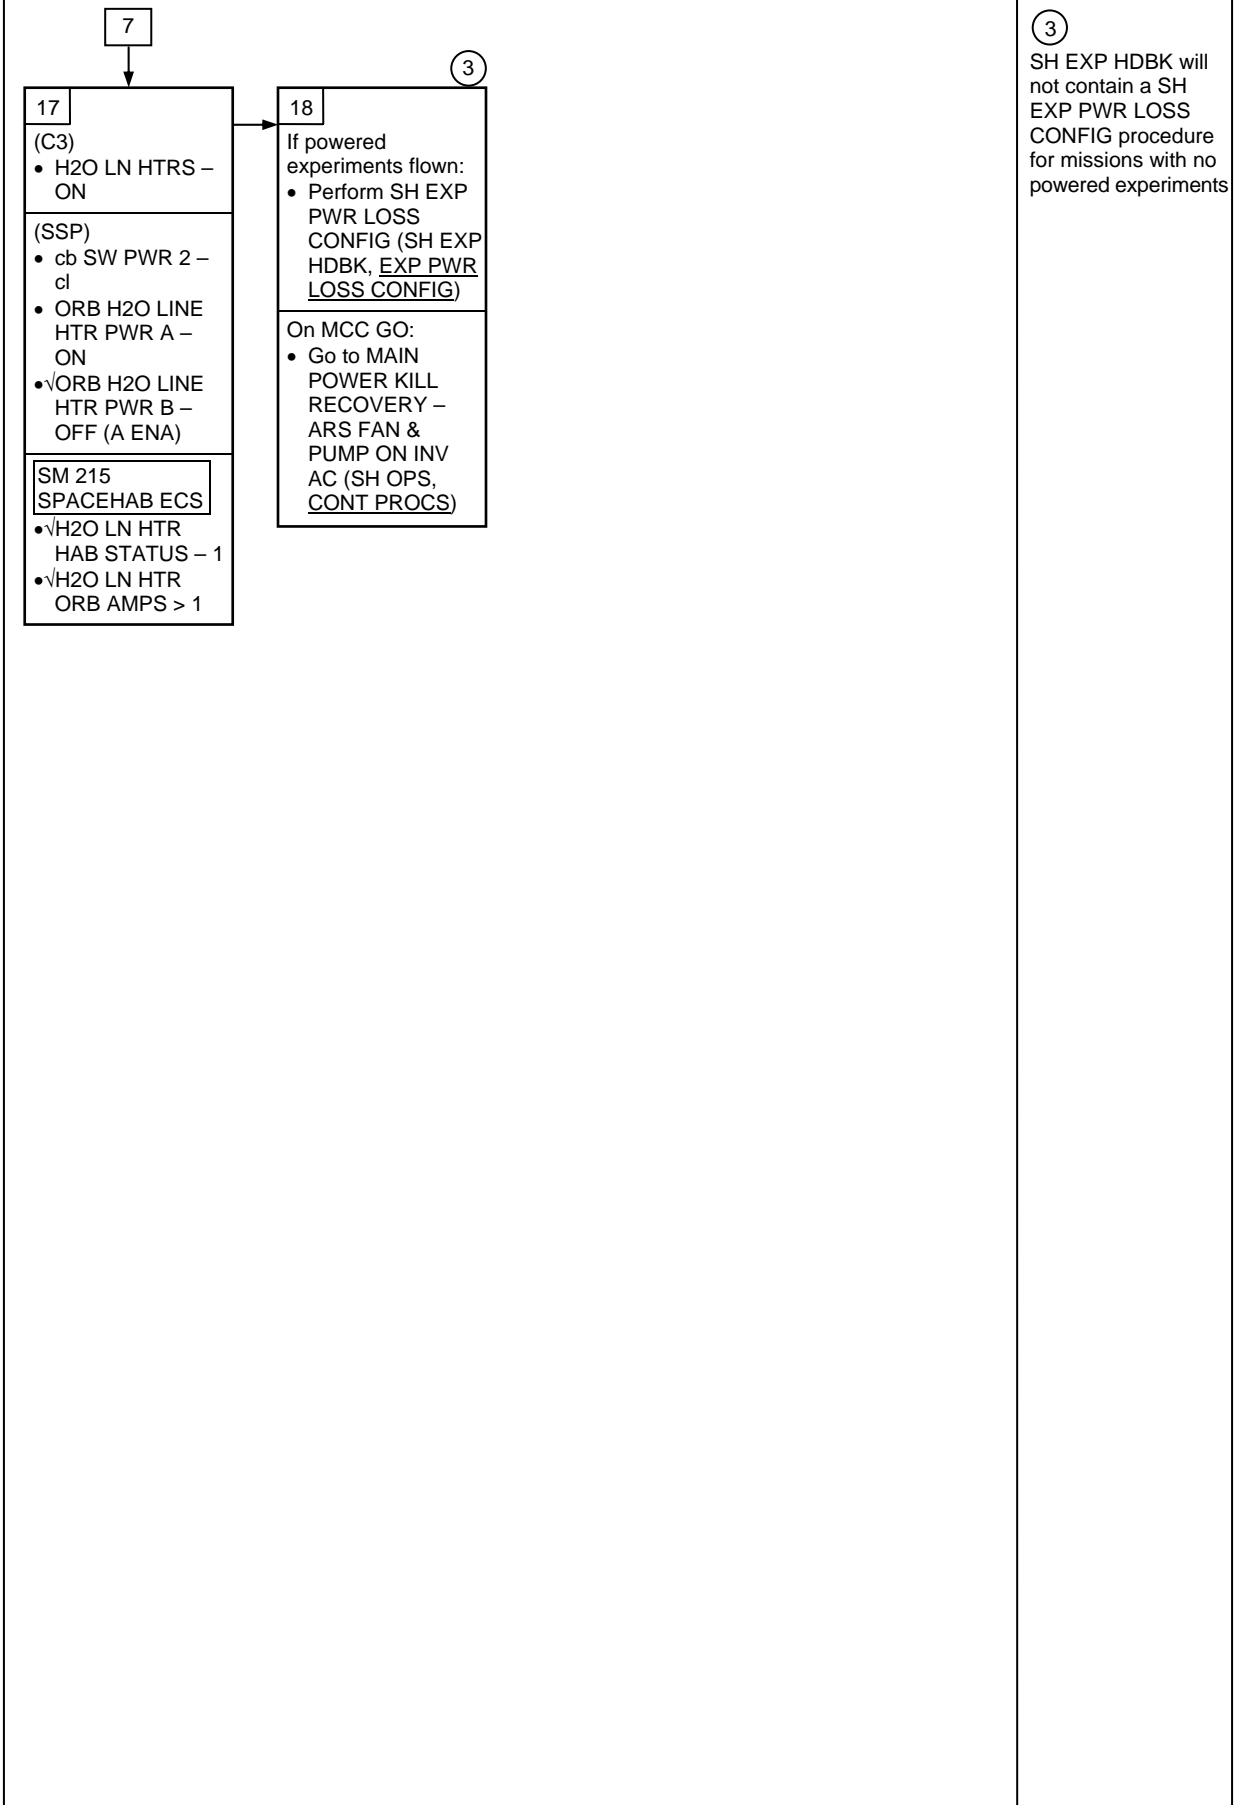 7
3
17
(C3)
• H2O LN HTRS –
ON
(SSP)
• cb SW PWR 2 –
cl
• ORB H2O LINE
HTR PWR A –
ON
•√ORB H2O LINE
HTR PWR B –
OFF (A ENA)
SM 215
SPACEHAB ECS
•√H2O LN HTR
HAB STATUS – 1
•√H2O LN HTR
ORB AMPS > 1
18
If powered
experiments flown:
• Perform SH EXP
PWR LOSS
CONFIG (SH EXP
HDBK, EXP PWR
LOSS CONFIG)
On MCC GO:
• Go to MAIN
POWER KILL
RECOVERY –
ARS FAN &
PUMP ON INV
AC (SH OPS,
CONT PROCS)
3
SH EXP HDBK will
not contain a SH
EXP PWR LOSS
CONFIG procedure
for missions with no
powered experiments